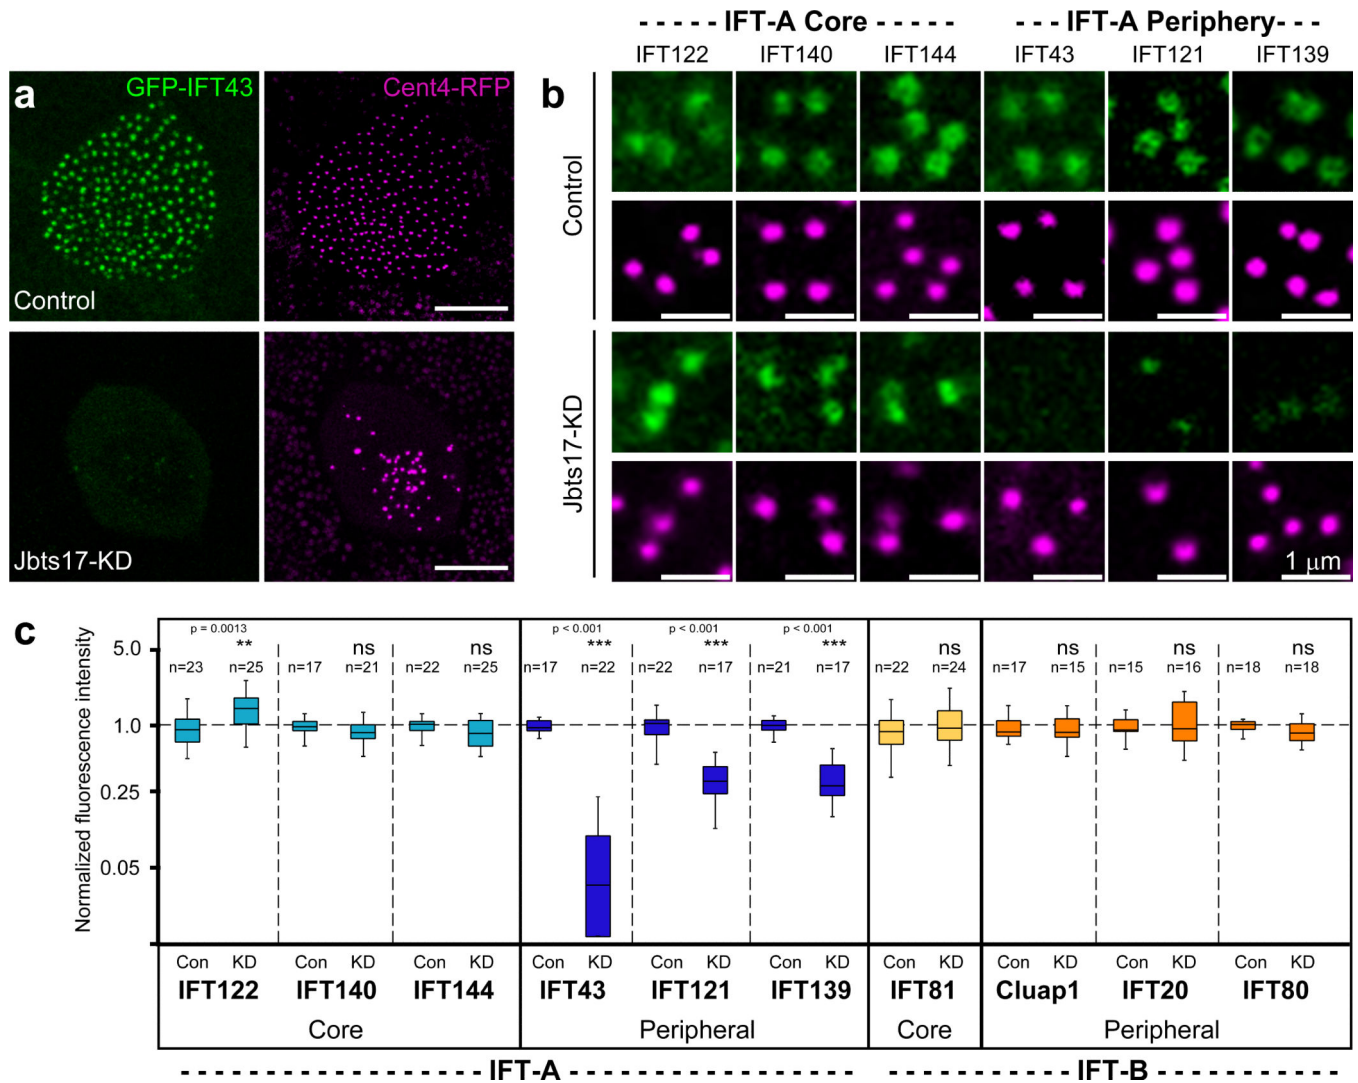 - - - - - IFT-A Core - - - - -
- - - IFT-A Periphery- - -
IFT122 IFT140 IFT144 IFT43 IFT121 IFT139
a
GFP-IFT43
Cent4-RFP
b
Control
Control
Jbts17-KD
Jbts17-KD
1 μm
c
Normalized fluorescence intensity
5.0
1.0
0.25
0.05
p = 0.0013
p < 0.001
p < 0.001
p < 0.001
** ns ns *** *** *** ns ns ns ns
n=23 n=25 n=17 n=21 n=22 n=25 n=17 n=22 n=22 n=17 n=21 n=17 n=22 n=24 n=17 n=15 n=15 n=16 n=18 n=18
Con KD Con KD Con KD Con KD Con KD Con KD Con KD Con KD Con KD Con KD
IFT122 IFT140 IFT144 IFT43 IFT121 IFT139 IFT81 Cluap1 IFT20 IFT80
Core Peripheral Core Peripheral
- - - - - - - - - - - - - - - - - - IFT-A - - - - - - - - - - - - - - - - - -
- - - - - - - - - - - IFT-B - - - - - - - - - - -